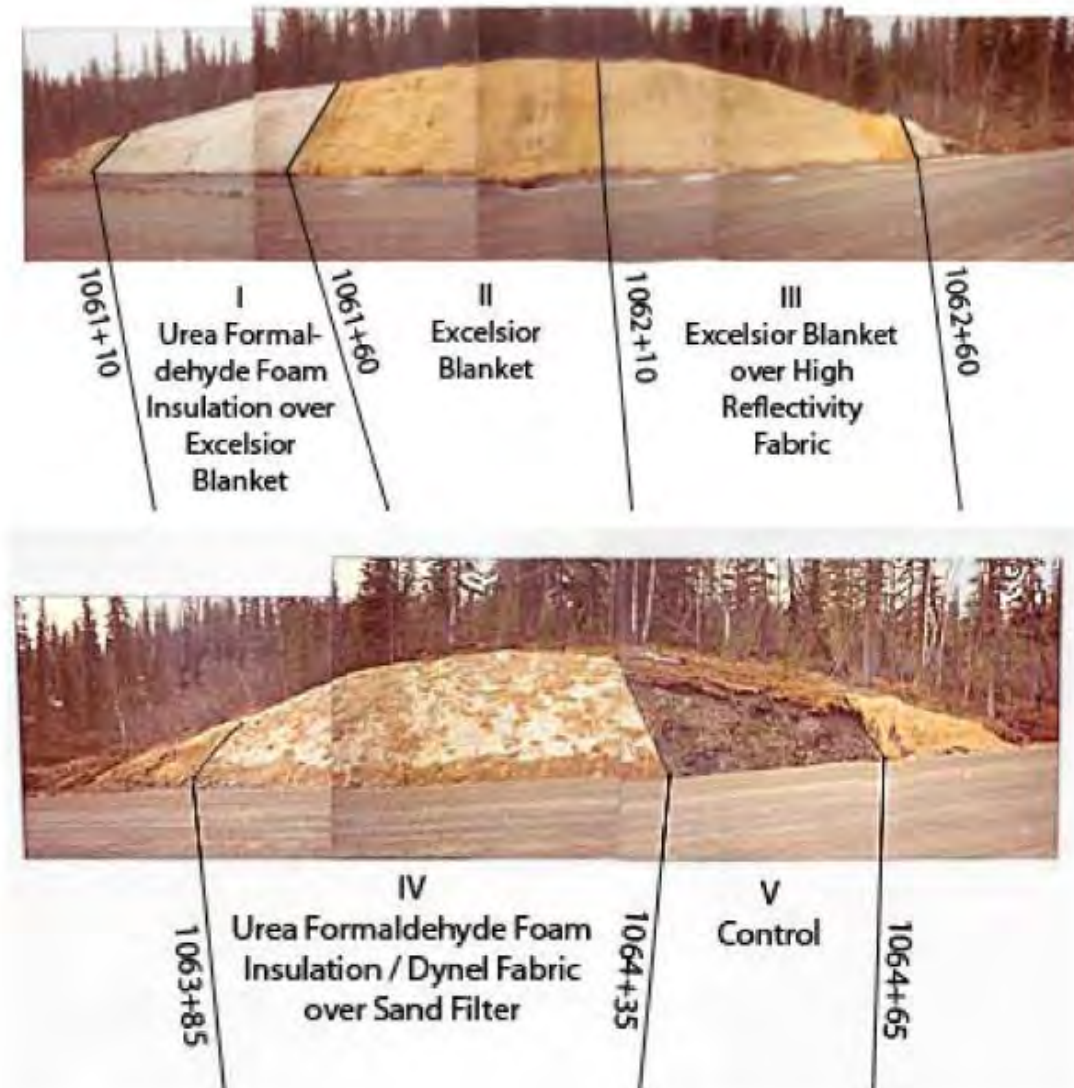 1061+10
I
Urea Formal-
dehyde Foam
Insulation over
Excelsior
Blanket
1061+60
II
Excelsior
Blanket
1062+10
III
Excelsior Blanket
over High
Reflectivity
Fabric
1062+60
1063+85
IV
Urea Formaldehyde Foam
Insulation / Dynel Fabric
over Sand Filter
1064+35
V
Control
1064+65